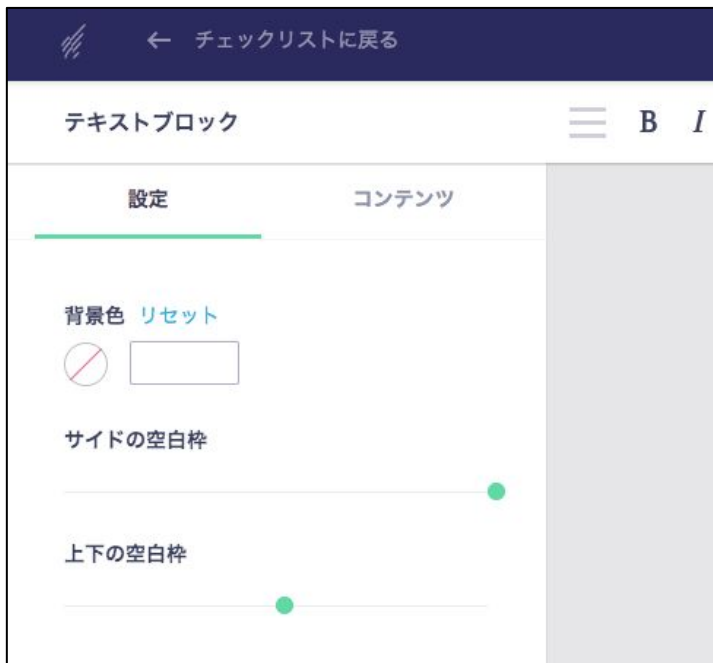 ← チェックリストに戻る
テキストブロック B I
設定 コンテンツ
背景色 リセット
サイドの空白枠
上下の空白枠